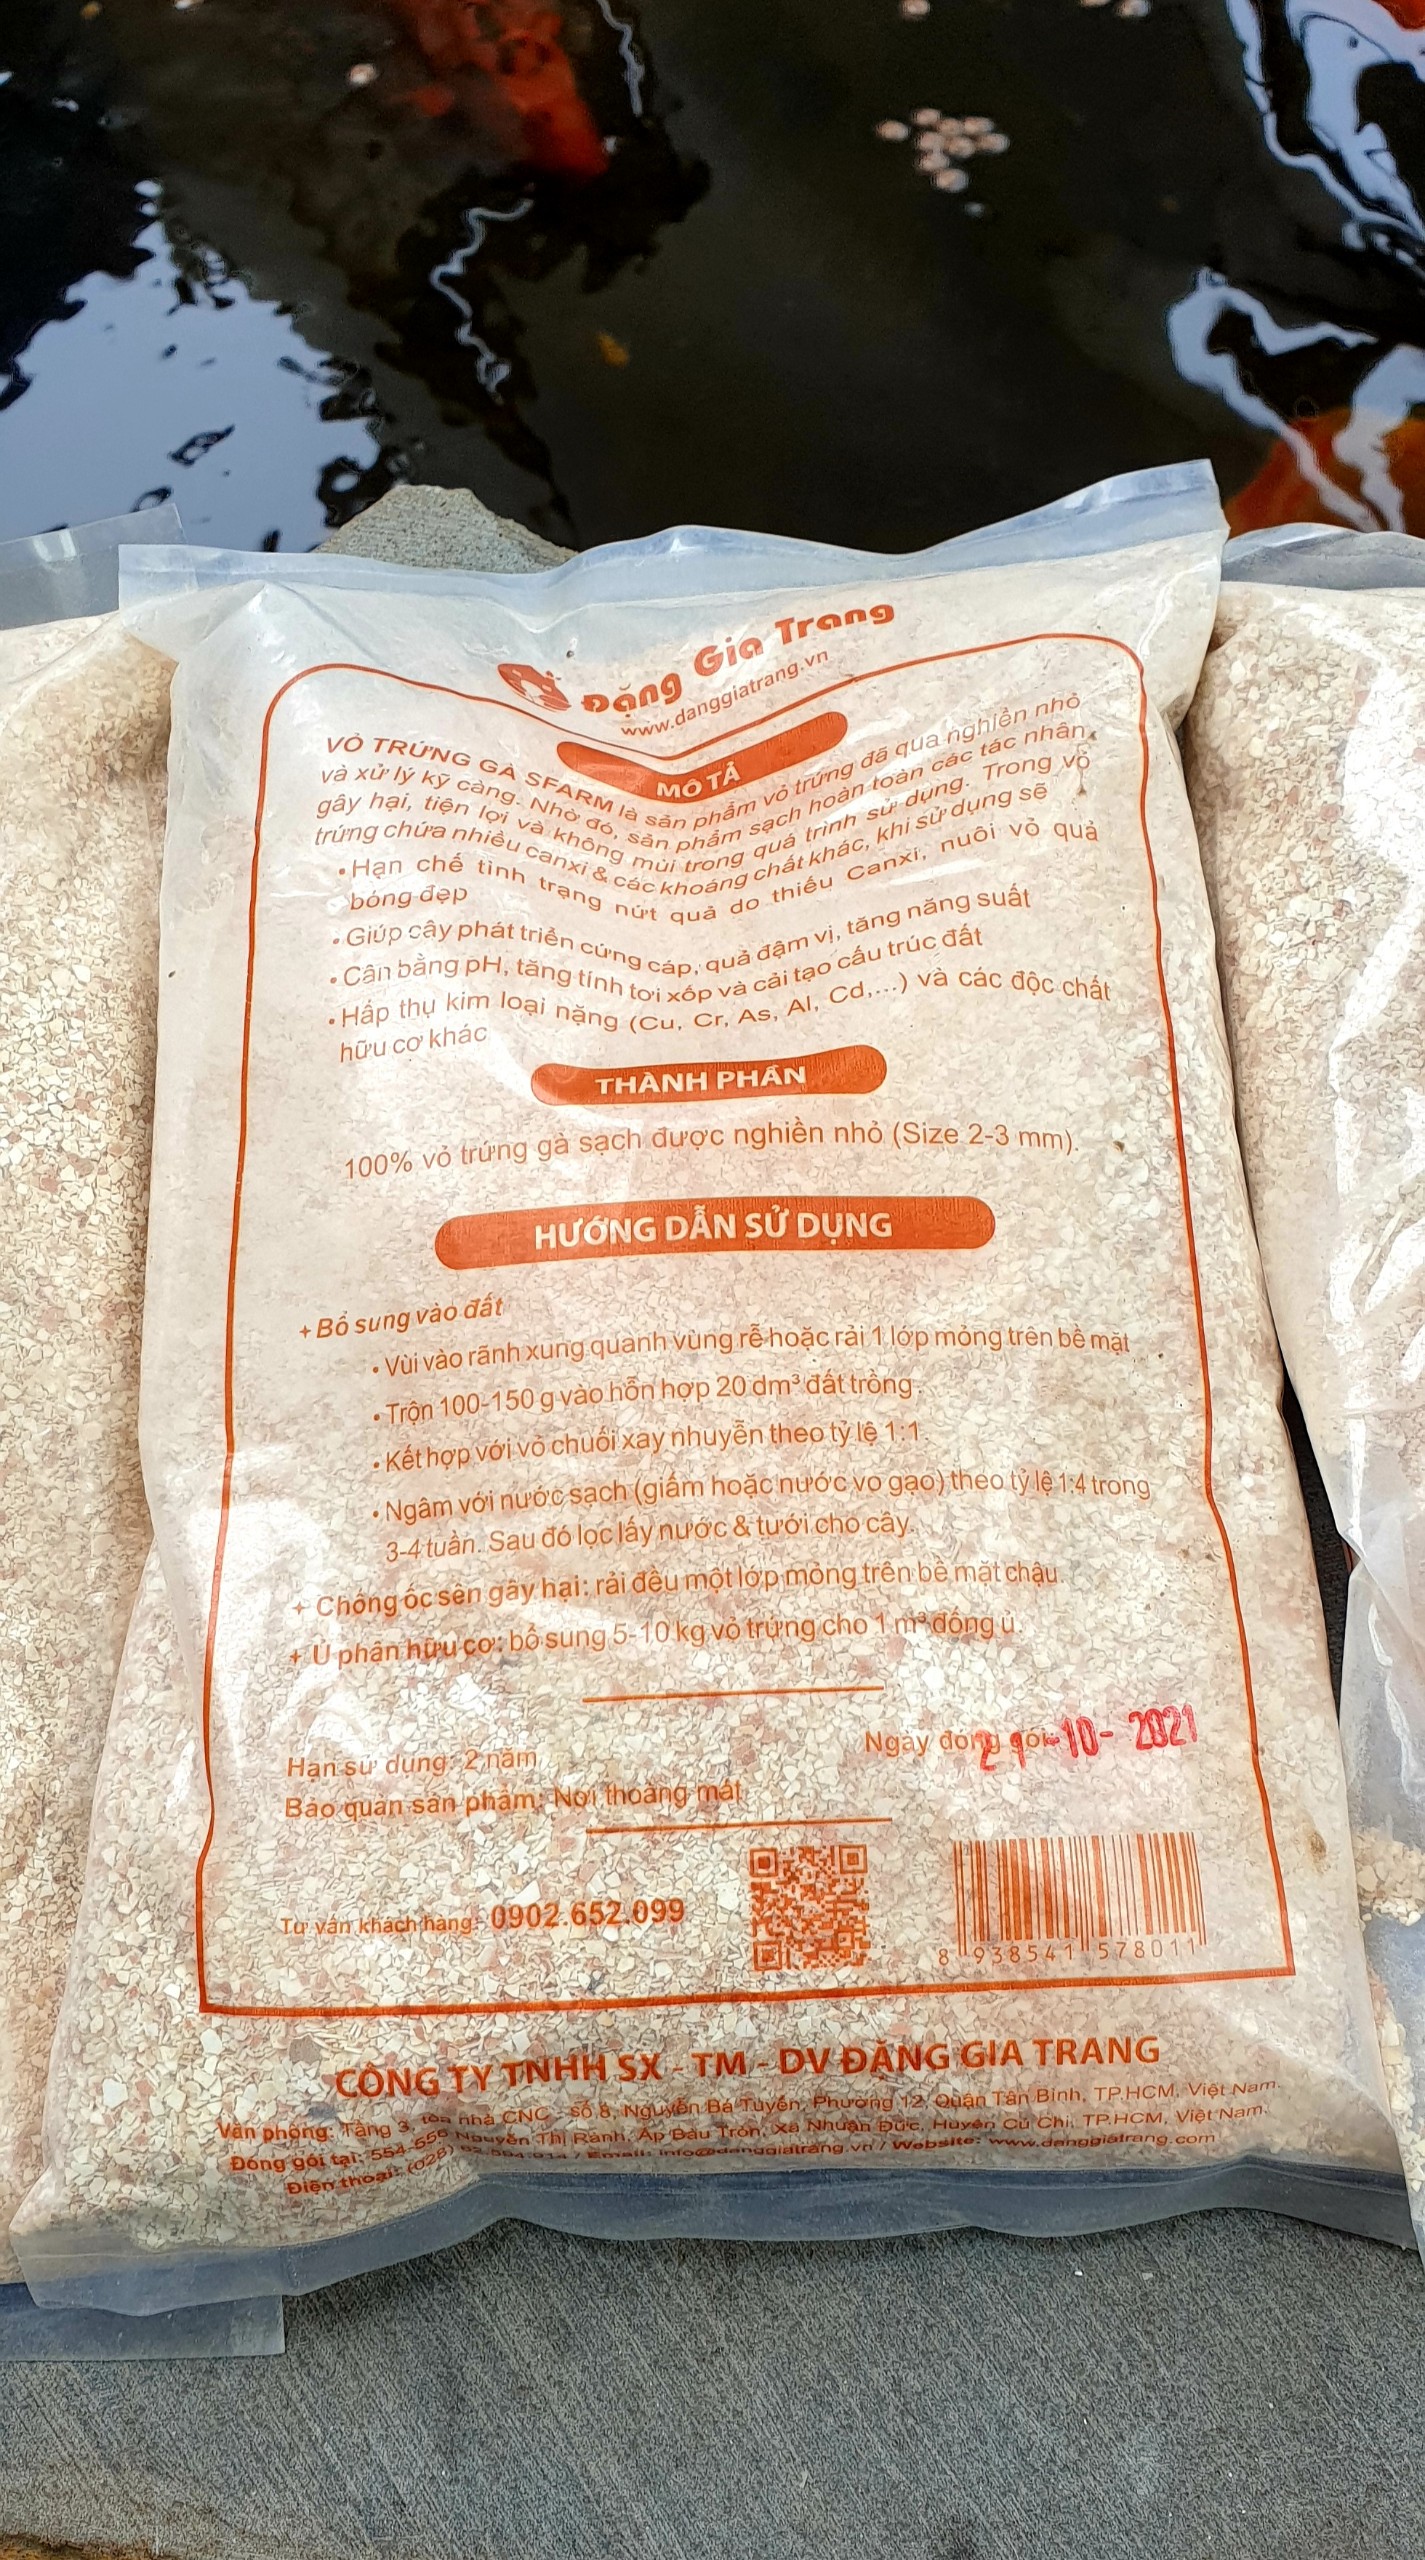 Đặng Gia Trang
www.danggiatrang.vn
MÔ TẢ
VỎ TRỨNG GÀ SFARM là sản phẩm vỏ trứng đã qua nghiền nhỏ
và xử lý kỹ càng. Nhờ đó, sản phẩm sạch hoàn toàn các tác nhân
gây hại, tiện lợi và không mùi trong quá trình sử dụng. Trong vỏ
trứng chứa nhiều canxi & các khoáng chất khác, khi sử dụng sẽ
• Hạn chế tình trạng nứt quả do thiếu Canxi, nuôi vỏ quả
bóng đẹp
• Giúp cây phát triển cứng cáp, quả đậm vị, tăng năng suất
• Cân bằng pH, tăng tính tơi xốp và cải tạo cấu trúc đất
• Hấp thụ kim loại nặng (Cu, Cr, As, Al, Cd,...) và các độc chất
hữu cơ khác
THÀNH PHẦN
100% vỏ trứng gà sạch được nghiền nhỏ (Size 2-3 mm).
HƯỚNG DẪN SỬ DỤNG
+ Bổ sung vào đất
• Vùi vào rãnh xung quanh vùng rễ hoặc rải 1 lớp mỏng trên bề mặt
• Trộn 100-150 g vào hỗn hợp 20 dm³ đất trồng.
• Kết hợp với vỏ chuối xay nhuyễn theo tỷ lệ 1:1.
• Ngâm với nước sạch (giấm hoặc nước vo gạo) theo tỷ lệ 1:4 trong
3-4 tuần. Sau đó lọc lấy nước & tưới cho cây.
+ Chống ốc sên gây hại: rải đều một lớp mỏng trên bề mặt chậu.
+ Ủ phân hữu cơ: bổ sung 5-10 kg vỏ trứng cho 1 m³ đống ủ.
Ngày đóng gói: 21-10-2021
Hạn sử dụng: 2 năm
Bảo quản sản phẩm: Nơi thoáng mát
Tư vấn khách hàng: 0902.652.099
8 938541 578011
CÔNG TY TNHH SX - TM - DV ĐẶNG GIA TRANG
Văn phòng: Tầng 3, tòa nhà CNC - số 8, Nguyễn Bá Tuyển, Phường 12, Quận Tân Bình, TP.HCM, Việt Nam.
Đóng gói tại: 554-556 Nguyễn Thị Rành, Ấp Bàu Tròn, Xã Nhuận Đức, Huyện Củ Chi, TP.HCM, Việt Nam.
Điện thoại: (028) / Email: info@danggiatrang.vn / Website: www.danggiatrang.com